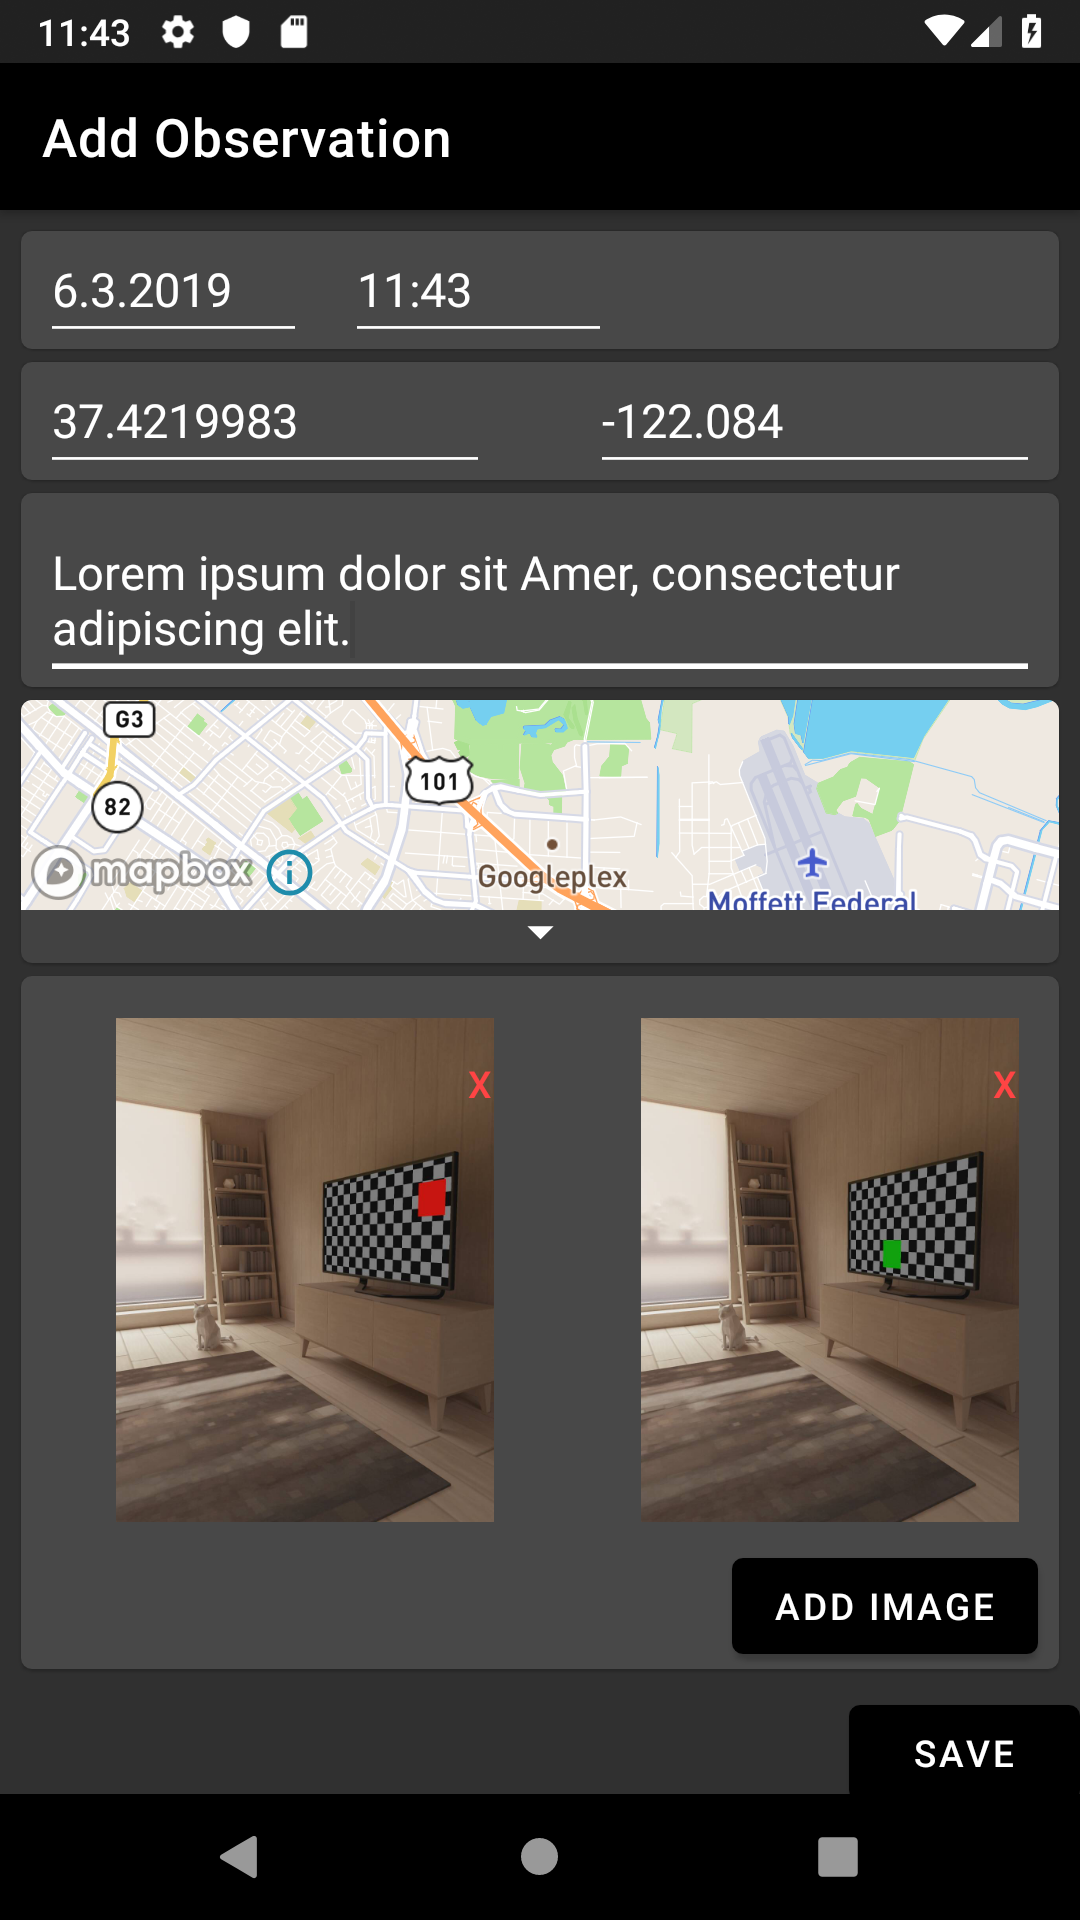 11:43
Add Observation
6.3.2019 11:43
37.4219983 -122.084
Lorem ipsum dolor sit Amer, consectetur
adipiscing elit.
G3
101
82
mapbox
Googleplex
Moffett Federal
X X
ADD IMAGE
SAVE